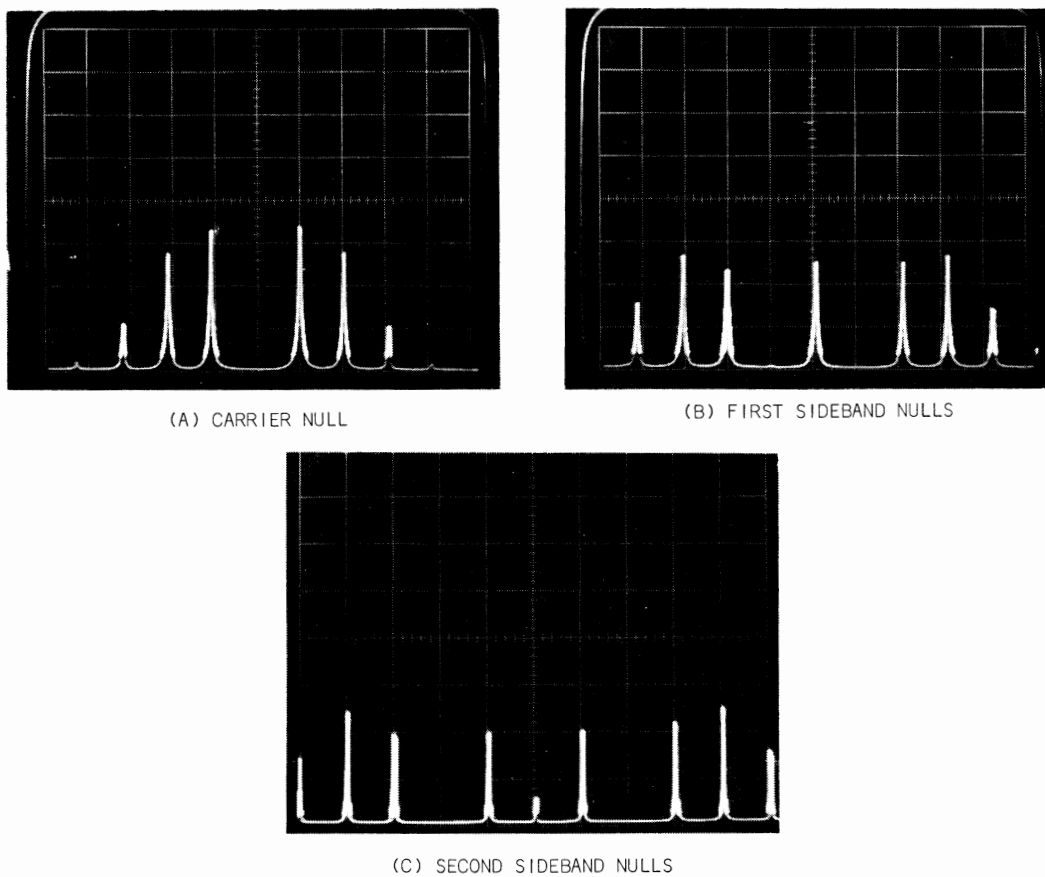 (A) CARRIER NULL
(B) FIRST SIDEBAND NULLS
(C) SECOND SIDEBAND NULLS